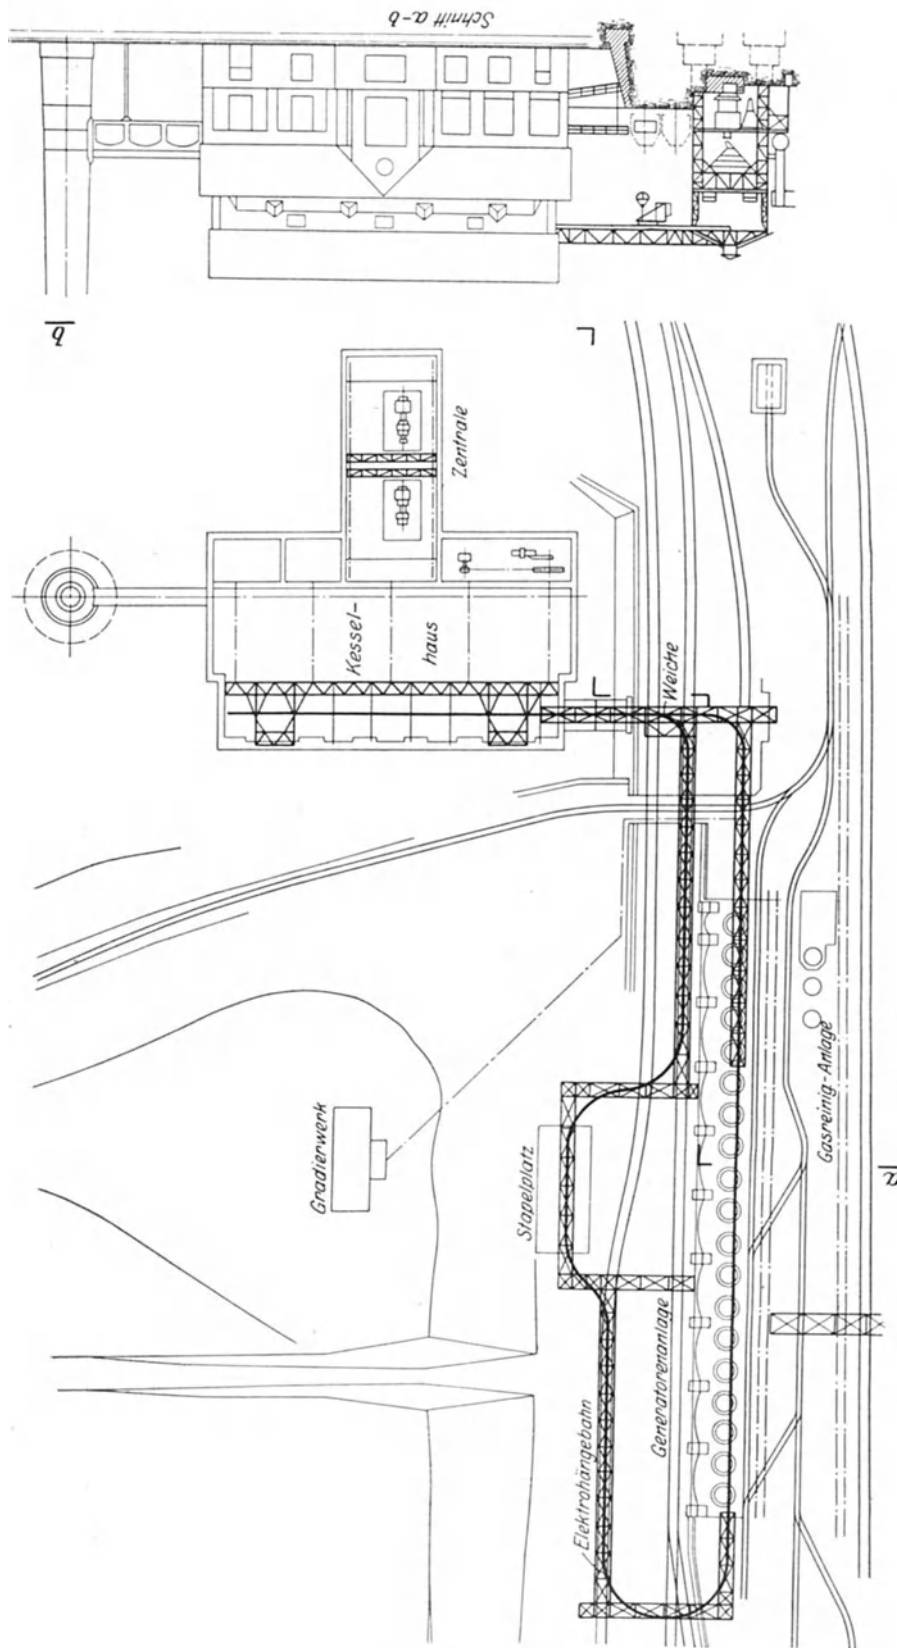 Schnitt a-b
b
Zentrale
Kessel-
haus
Weiche
Gradierwerk
Stapelplatz
Gasreinig-Anlage
a
Generatorenanlage
Elektrohängebahn